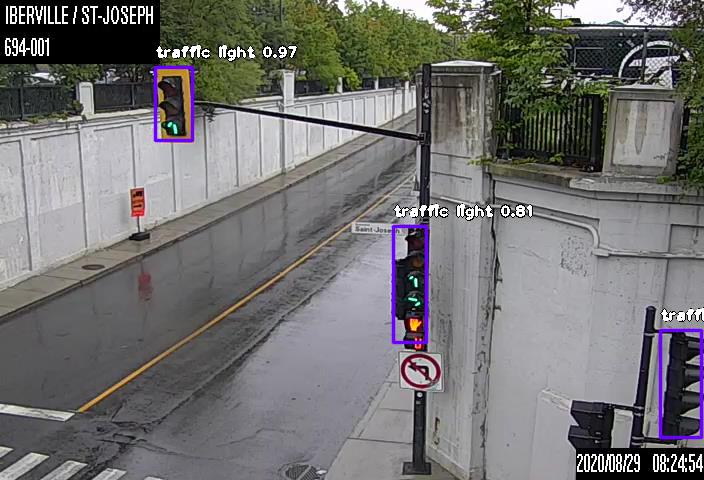 IBERVILLE / ST-JOSEPH
694-001
traffic light 0.97
traffic light 0.81
Saint-Joseph
traffi
2020/08/29 08:24:54